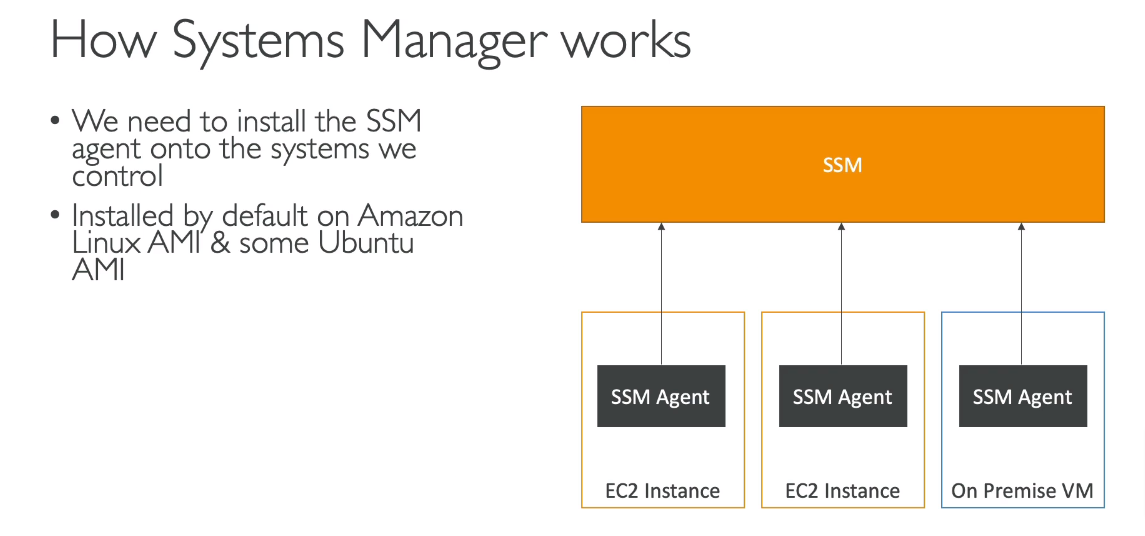 How Systems Manager works
• We need to install the SSM
agent onto the systems we
control
• Installed by default on Amazon
Linux AMI & some Ubuntu
AMI
SSM
SSM Agent
SSM Agent
SSM Agent
EC2 Instance
EC2 Instance
On Premise VM